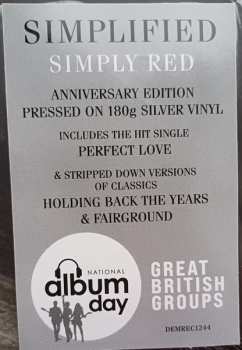 SIMPLIFIED
SIMPLY RED
ANNIVERSARY EDITION
PRESSED ON 180g SILVER VINYL
INCLUDES THE HIT SINGLE
PERFECT LOVE
& STRIPPED DOWN VERSIONS
OF CLASSICS
HOLDING BACK THE YEARS
& FAIRGROUND
NATIONAL
album
day
GREAT
BRITISH
GROUPS
DEMREC1244